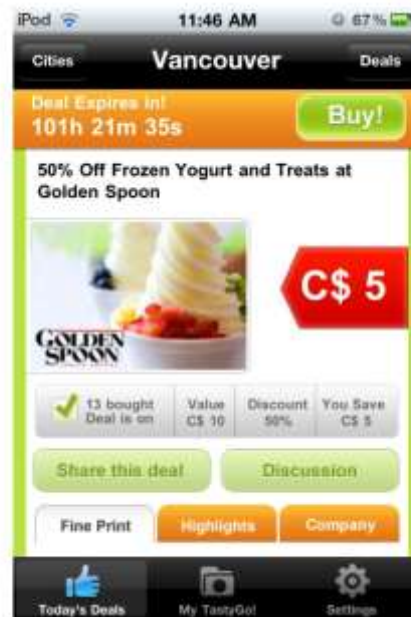 iPod 11:46 AM 67%
Cities Vancouver Deals
Deal Expires in!
101h 21m 35s
Buy!
50% Off Frozen Yogurt and Treats at
Golden Spoon
C$ 5
GOLDEN
SPOON
13 bought
Deal is on
Value
C$ 10
Discount
50%
You Save
C$ 5
Share this deal Discussion
Fine Print Highlights Company
Today's Deals My TastyGo! Settings